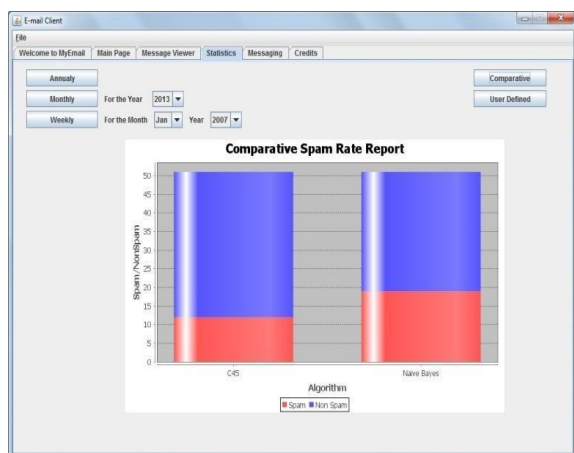 E-mail Client
File
Welcome to MyEmail Main Page Message Viewer Statistics Messaging Credits
Annualy Comparative
Monthly For the Year 2013 User Defined
Weekly For the Month Jan Year 2007
Comparative Spam Rate Report
Spam/NonSpam
50
45
40
35
30
25
20
15
10
5
0
C45 Naive Bayes
Algorithm
Spam Non Spam